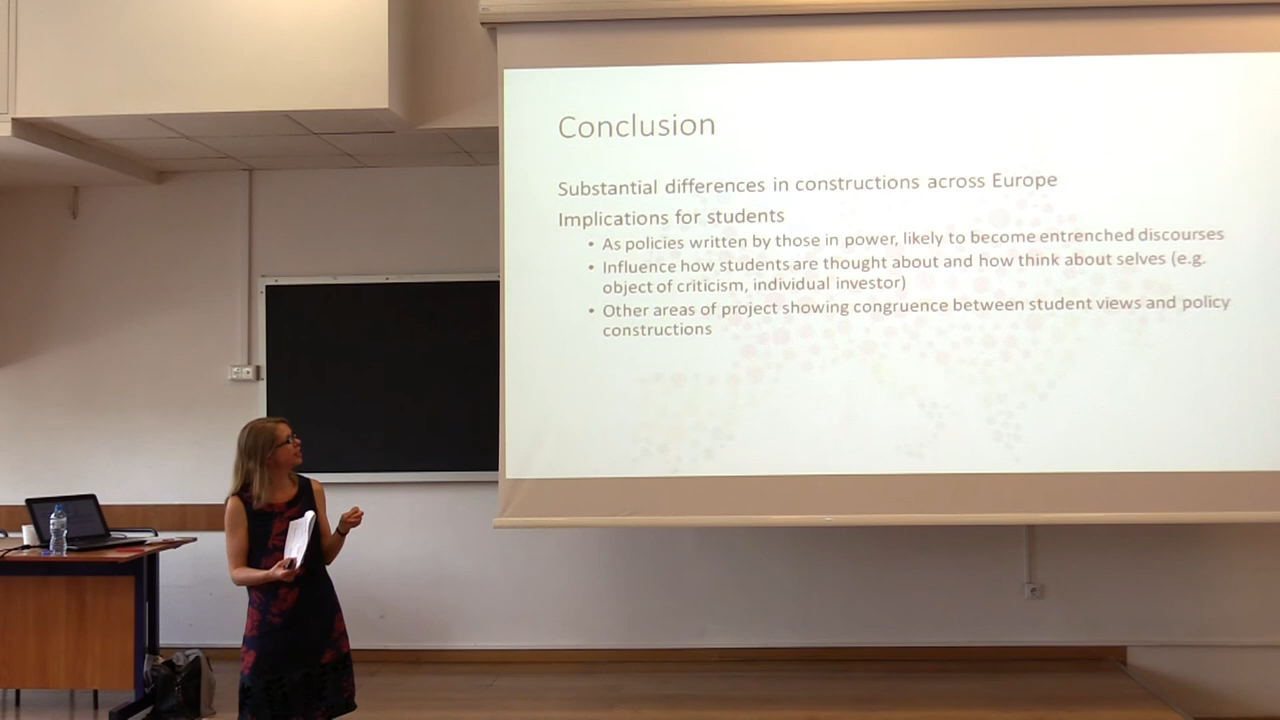 Conclusion
Substantial differences in constructions across Europe
Implications for students
• As policies written by those in power, likely to become entrenched discourses
• Influence how students are thought about and how think about selves (e.g.
object of criticism, individual investor)
• Other areas of project showing congruence between student views and policy
constructions